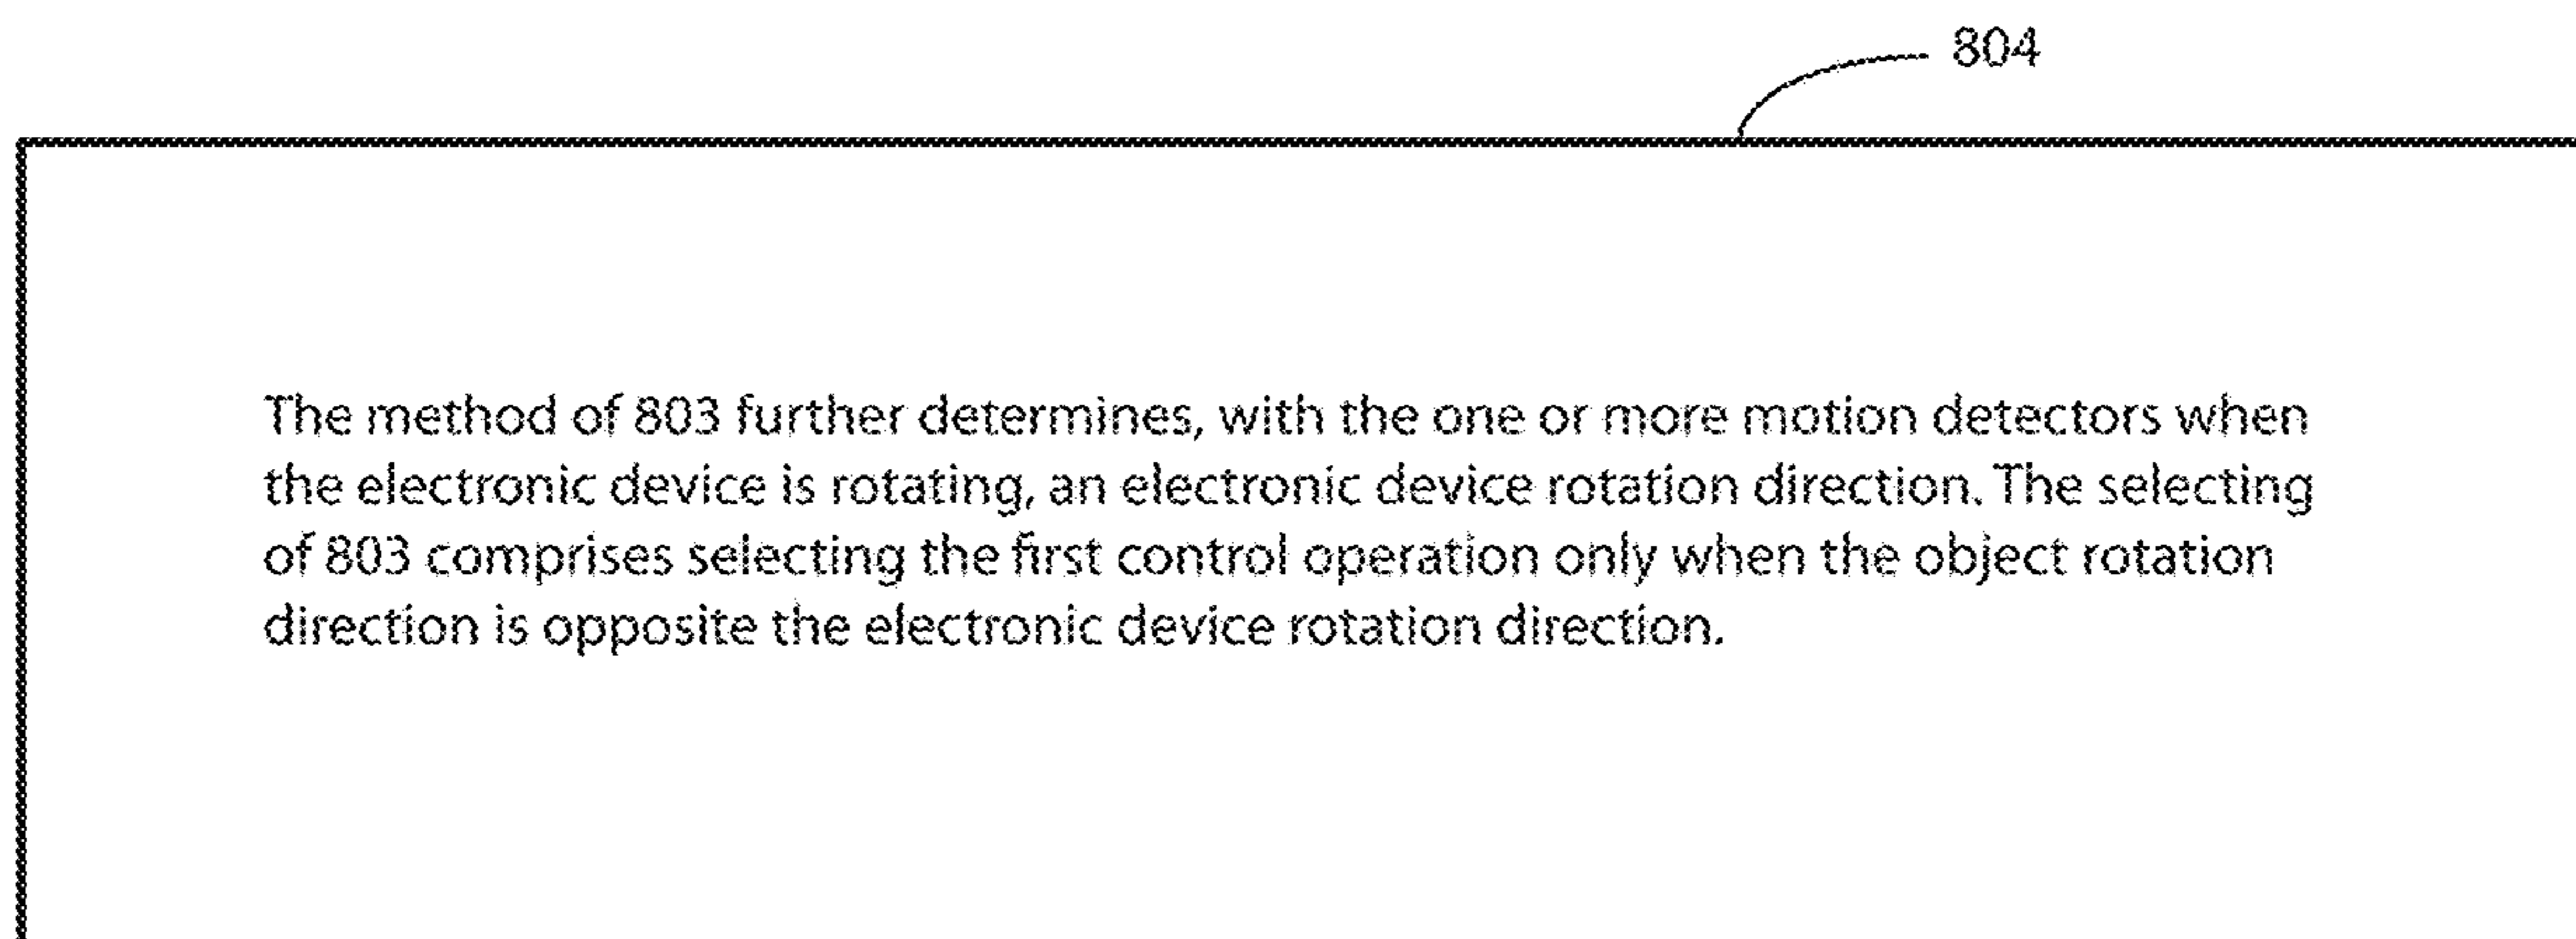 804
The method of 803 further determines, with the one or more motion detectors when
the electronic device is rotating, an electronic device rotation direction. The selecting
of 803 comprises selecting the first control operation only when the object rotation
direction is opposite the electronic device rotation direction.